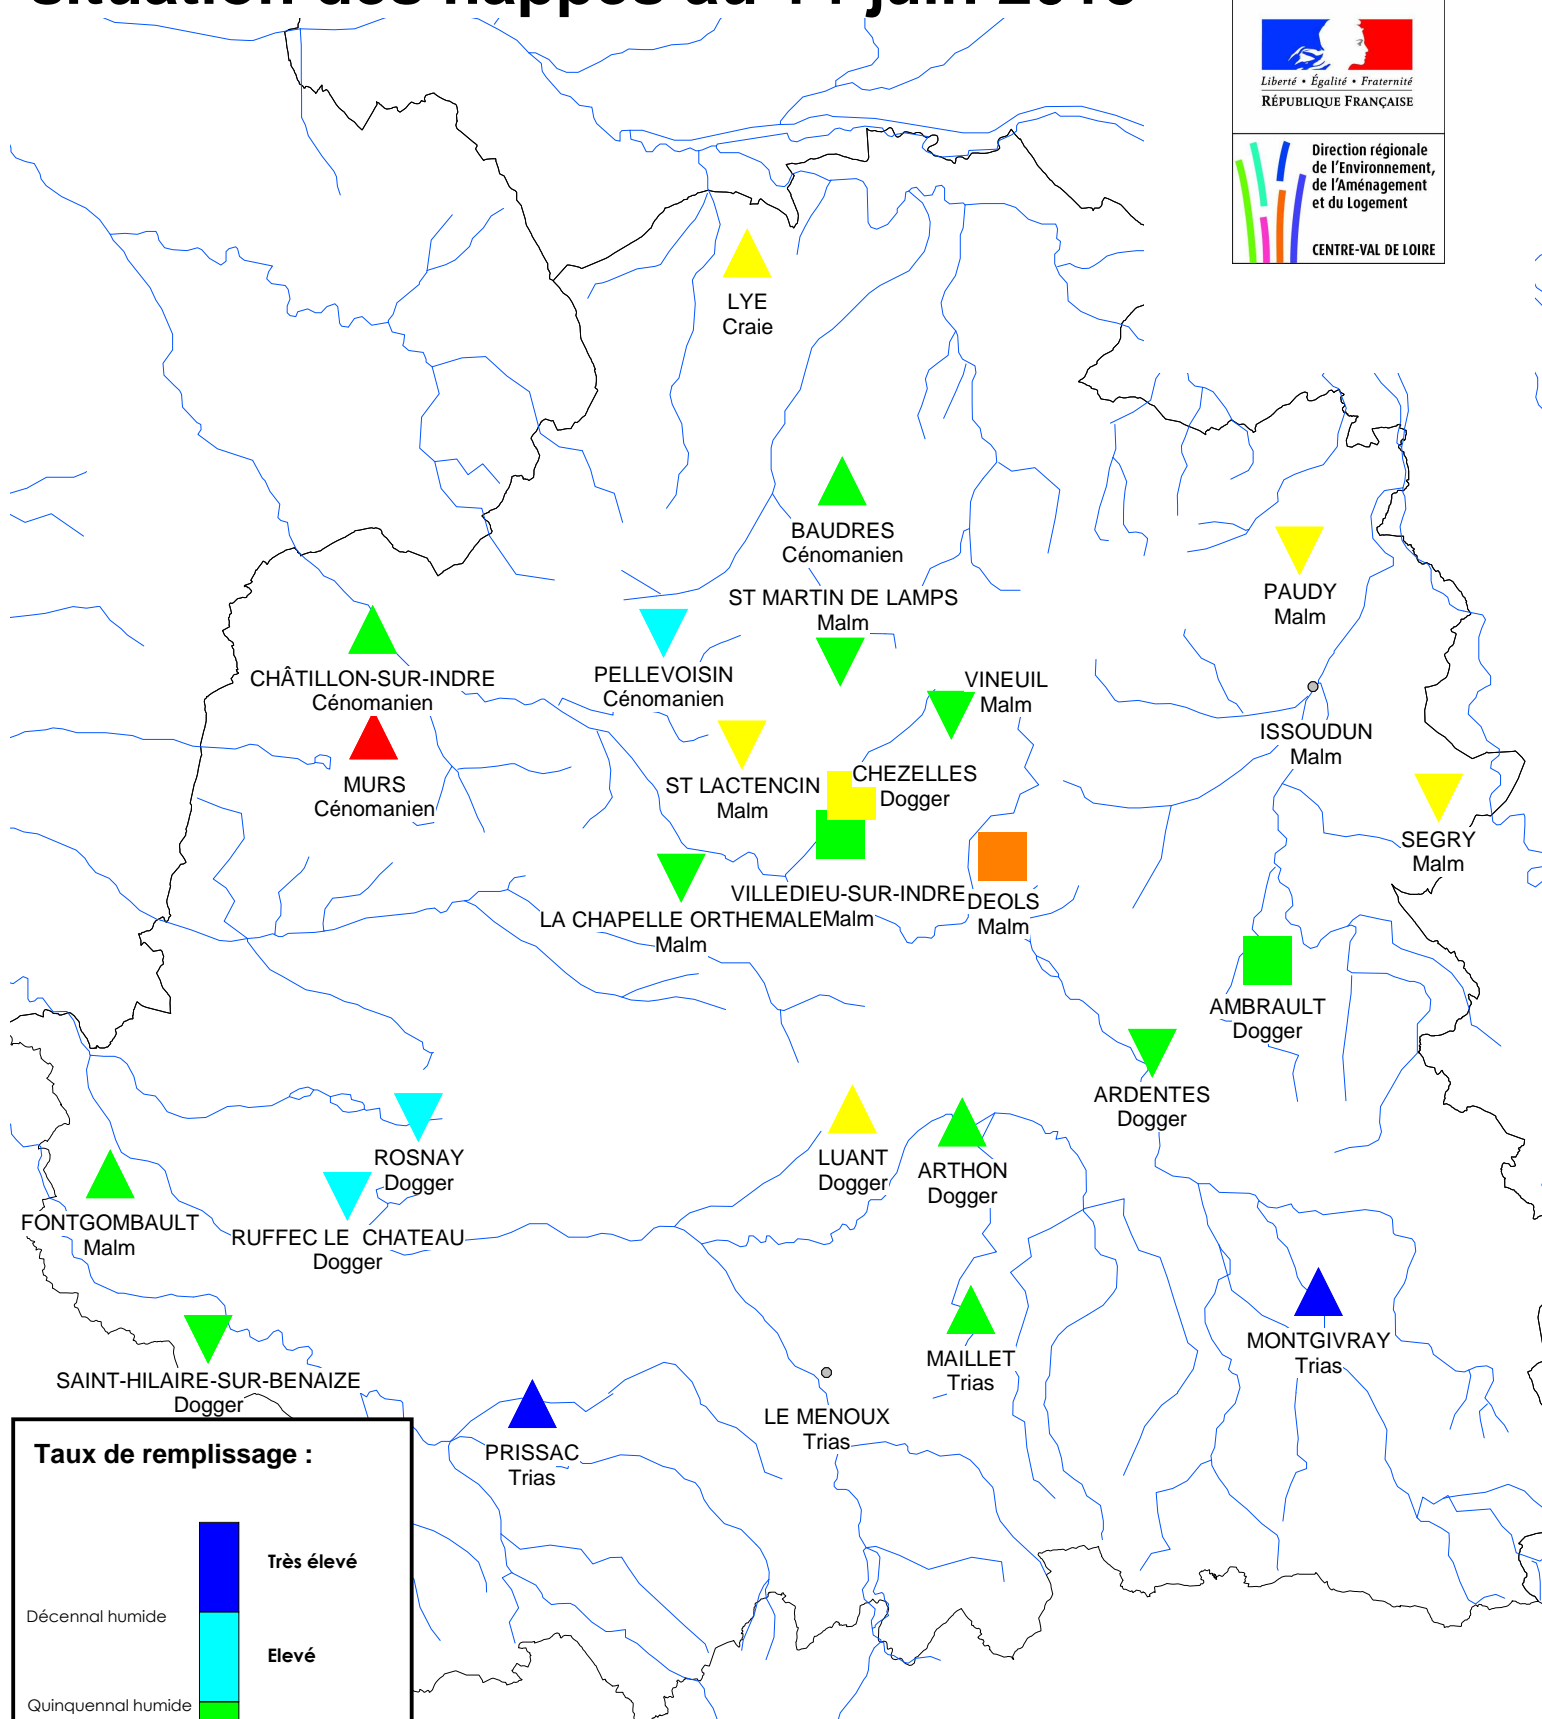 Liberté • Égalité • Fraternité
RÉPUBLIQUE FRANÇAISE
Direction régionale
de l'Environnement,
de l'Aménagement
et du Logement
CENTRE-VAL DE LOIRE
LYE
Craie
BAUDRES
Cénomanien
PAUDY
Malm
ST MARTIN DE LAMPS
Malm
CHÂTILLON-SUR-INDRE
Cénomanien
PELLEVOISIN
Cénomanien
VINEUIL
Malm
ISSOUDUN
Malm
MURS
Cénomanien
ST LACTENCIN
Malm
CHEZELLES
Dogger
SEGRY
Malm
VILLEDIEU-SUR-INDRE
Malm
DEOLS
Malm
LA CHAPELLE ORTHEMALE
Malm
AMBRAULT
Dogger
ARDENTES
Dogger
ROSNAY
Dogger
LUANT
Dogger
ARTHON
Dogger
FONTGOMBAULT
Malm
RUFFEC LE CHATEAU
Dogger
MONTGIVRAY
Trias
MAILLET
Trias
SAINT-HILAIRE-SUR-BENAIZE
Dogger
LE MENOUX
Trias
PRISSAC
Trias
Taux de remplissage :
Très élevé
Décennal humide
Elevé
Quinquennal humide